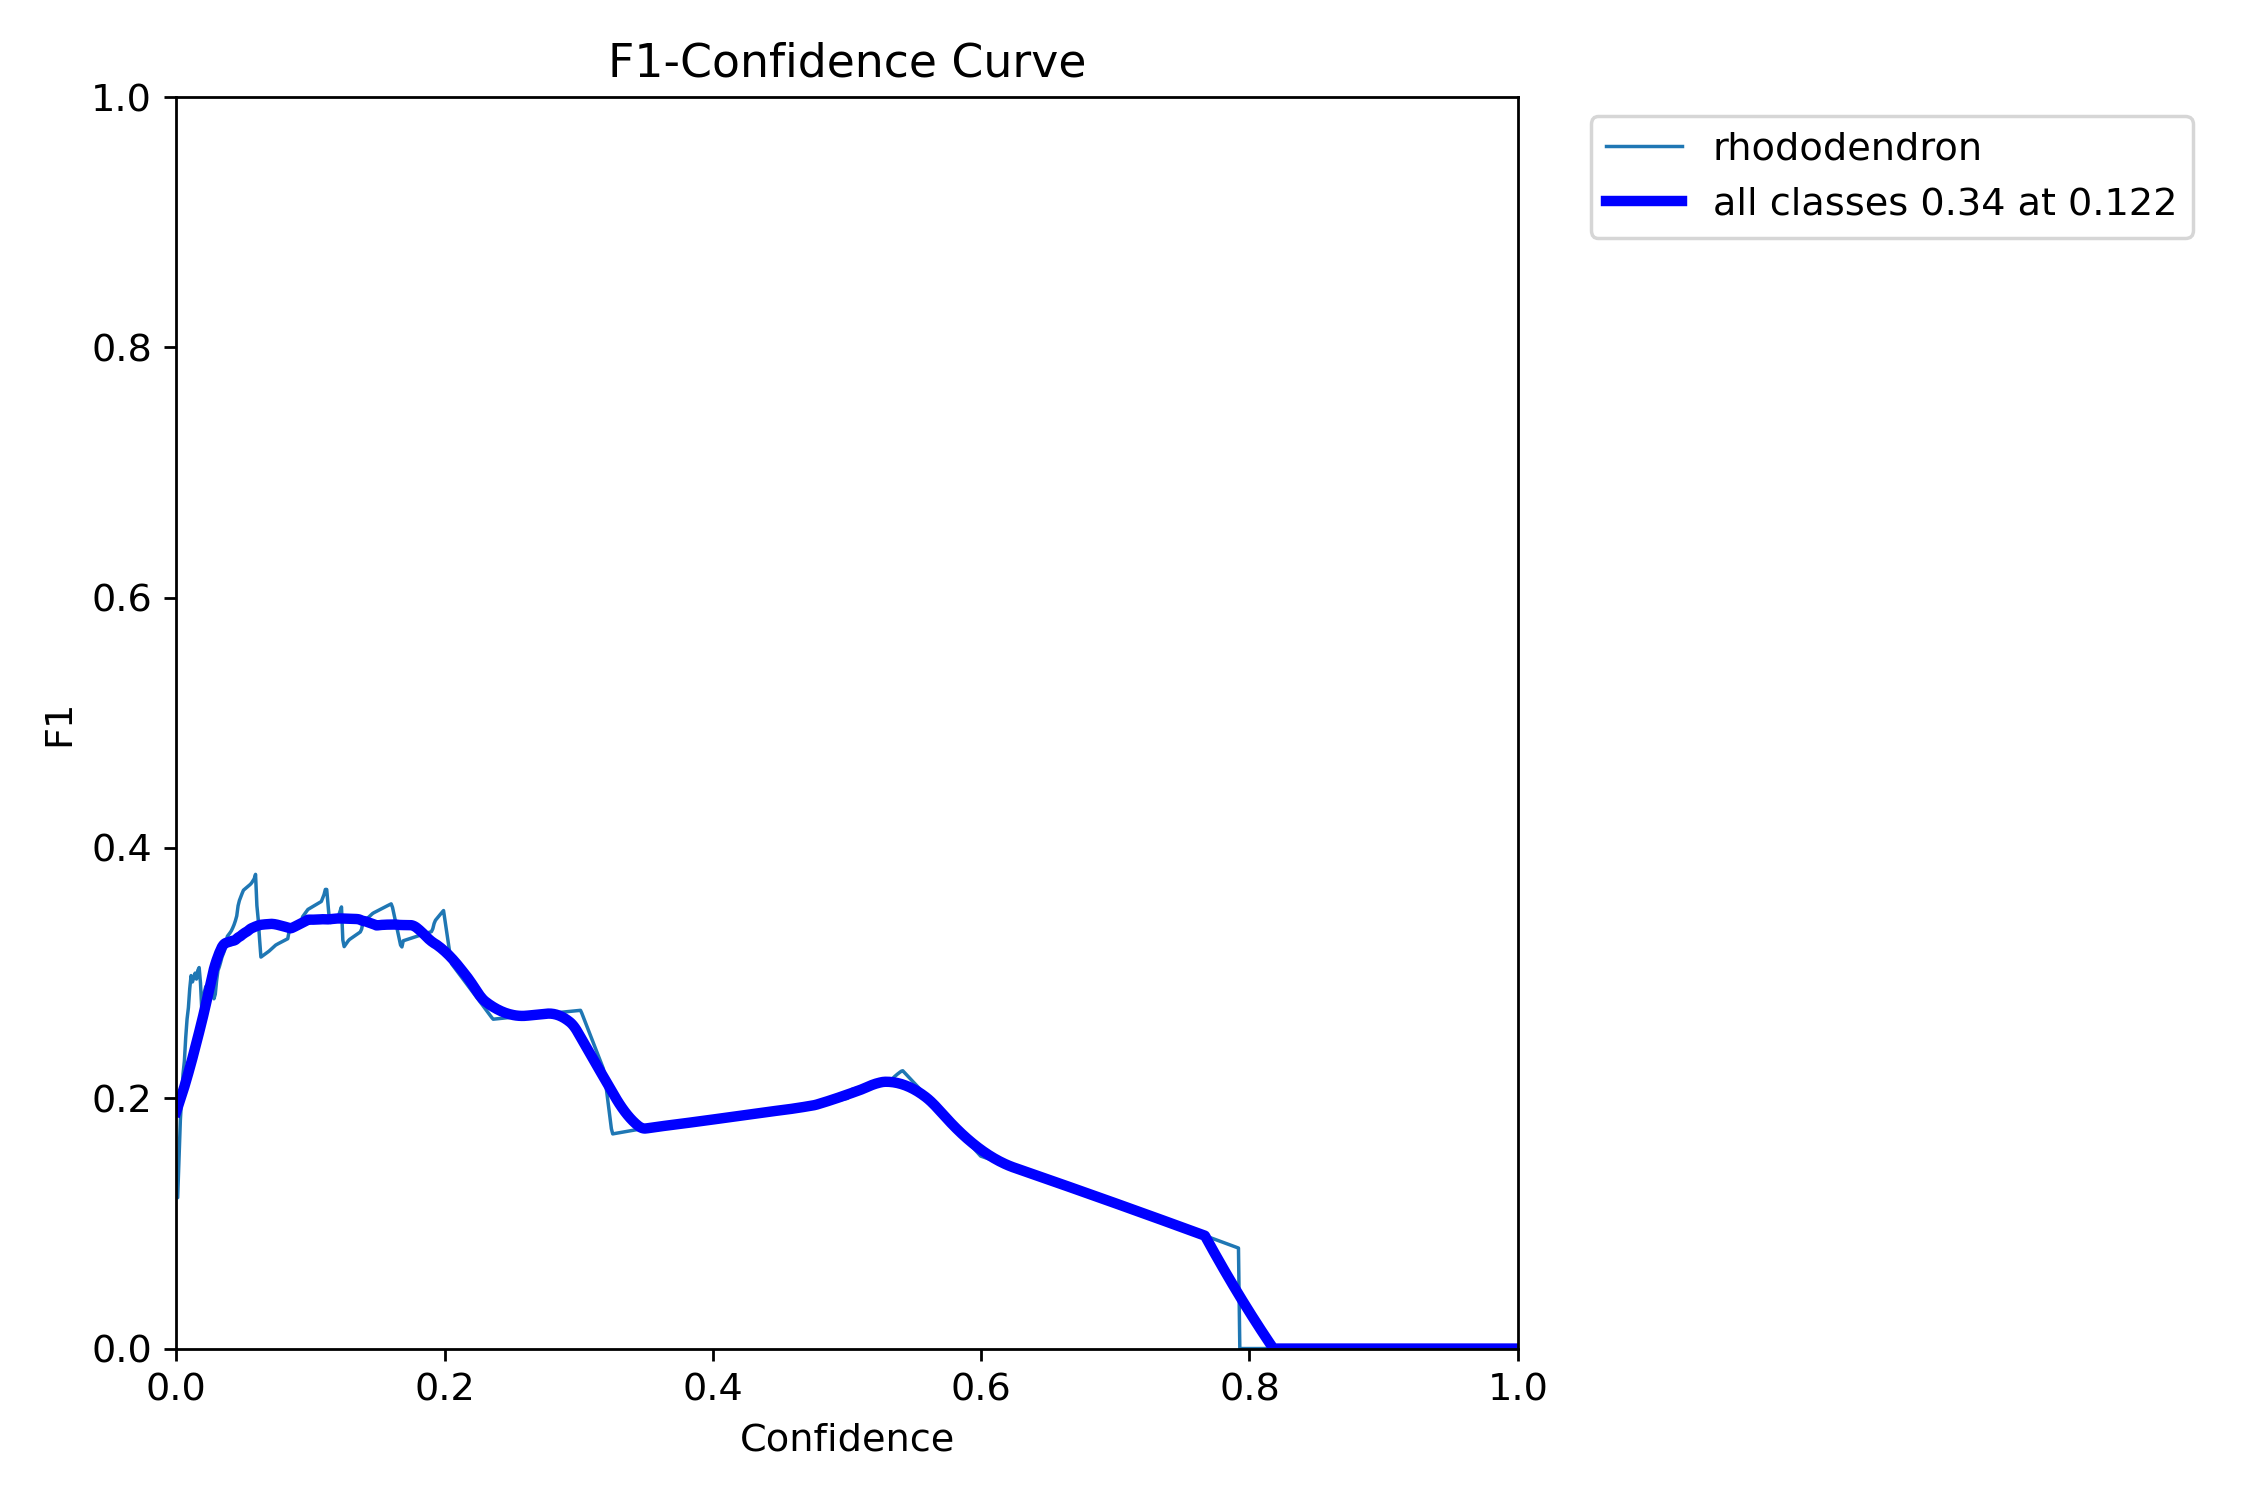 F1-Confidence Curve
1.0
0.8
0.6
0.4
0.2
0.0
F1
0.0 0.2 0.4 0.6 0.8 1.0
Confidence
rhododendron
all classes 0.34 at 0.122